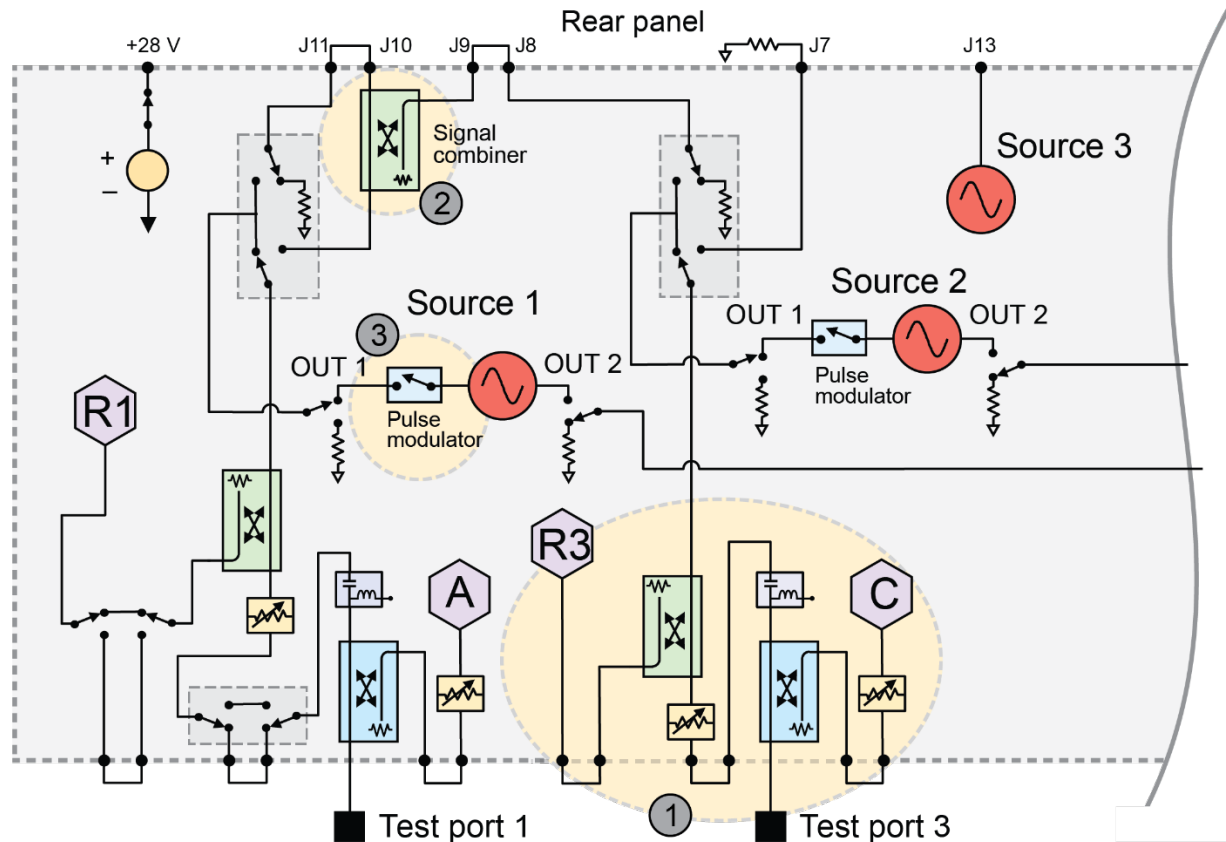 Rear panel
+28 V
J11
J10
J9
J8
J7
J13
+
–
Signal
combiner
2
Source 3
Source 1
Source 2
3
OUT 1
OUT 2
Pulse
modulator
OUT 1
OUT 2
Pulse
modulator
R1
A
R3
C
1
Test port 1
Test port 3